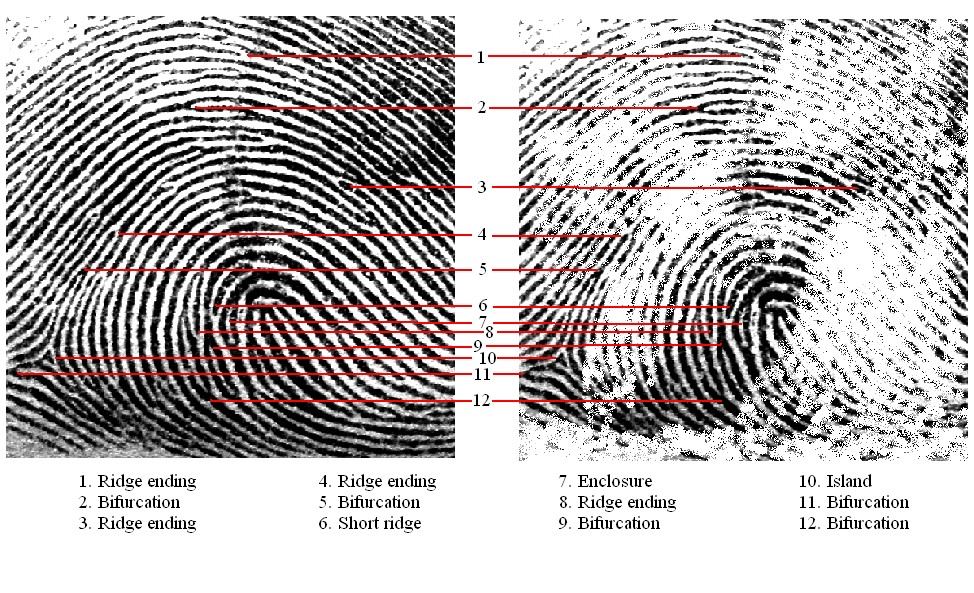 1
2
3
4
5
6
7
8
9
10
11
12
1. Ridge ending
2. Bifurcation
3. Ridge ending
4. Ridge ending
5. Bifurcation
6. Short ridge
7. Enclosure
8. Ridge ending
9. Bifurcation
10. Island
11. Bifurcation
12. Bifurcation